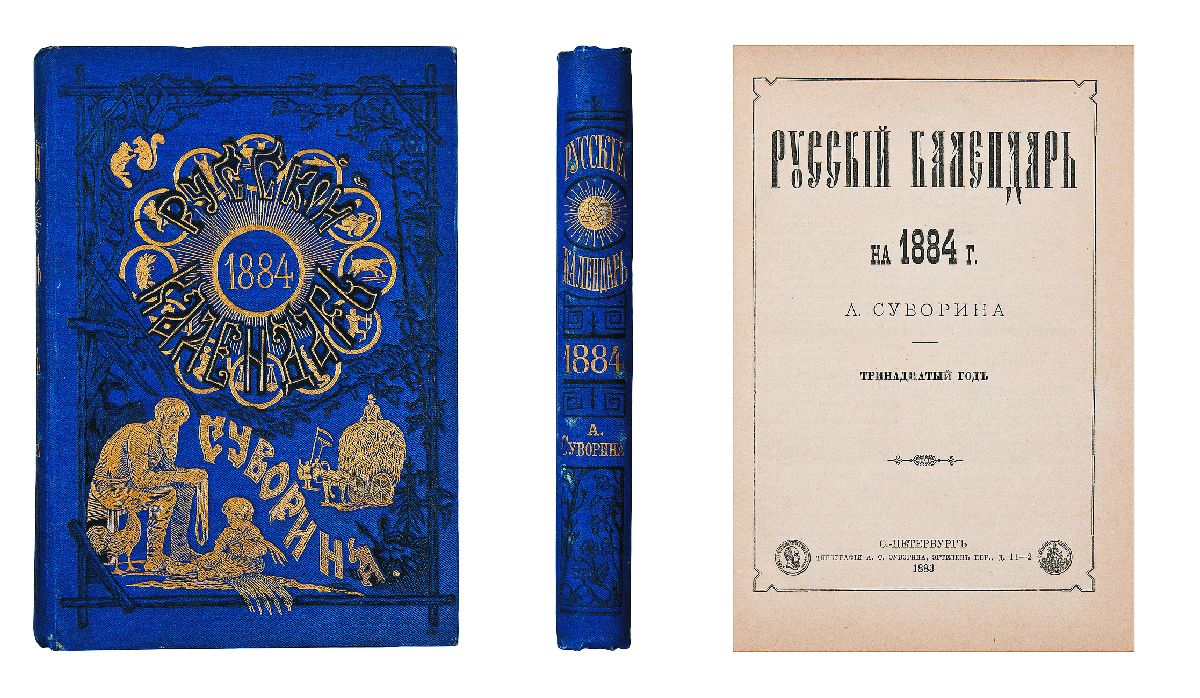 РУССКІЙ
1884
КАЛЕНДАРЬ
СУВОРИНА
РУССКІЙ
КАЛЕНДАРЬ
1884
А.
СУВОРИНА
РУССКІЙ КАЛЕНДАРЬ
НА 1884 Г.
А. СУВОРИНА
ТРИНАДЦАТЫЙ ГОДЪ
С.-ПЕТЕРБУРГЪ
ТИПОГРАФІЯ А. С. СУВОРИНА, ЭРТЕЛЕВЪ ПЕР., Д. 11—2
1883